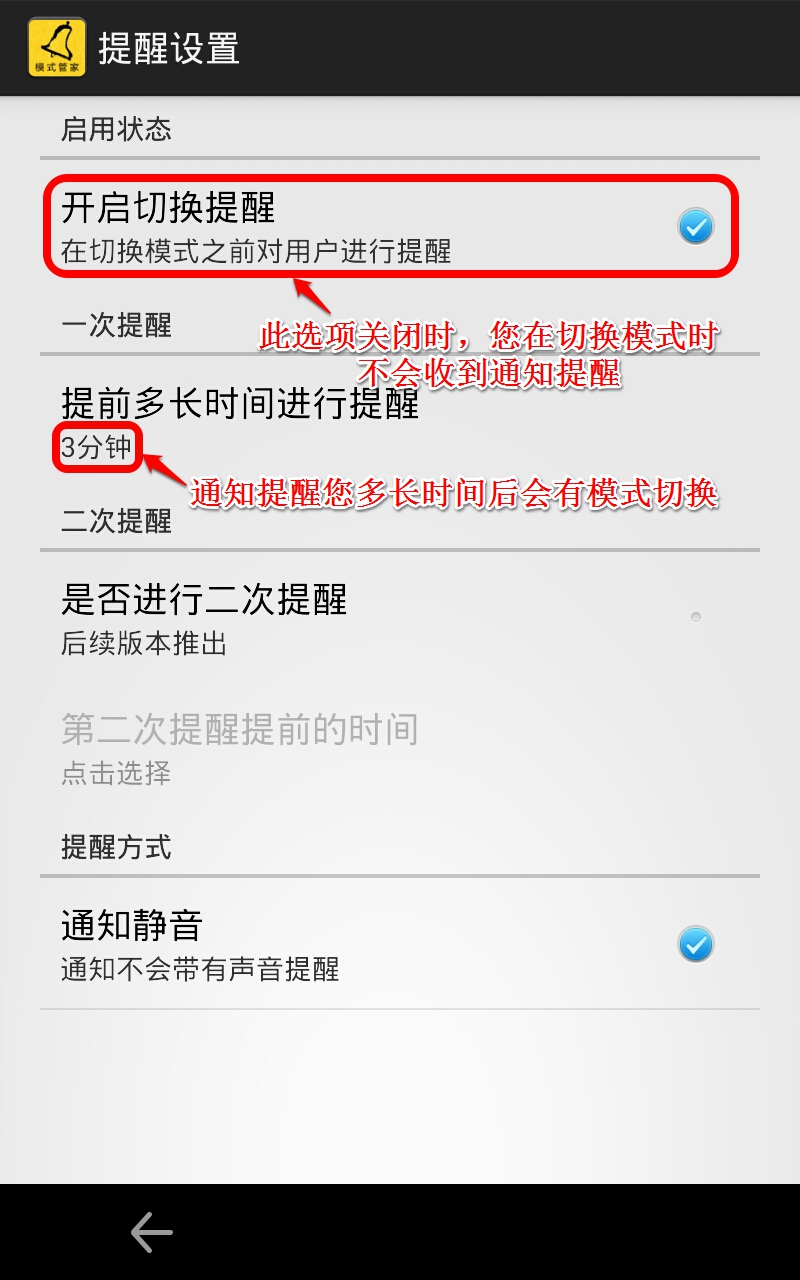 模式管家
提醒设置
启用状态
开启切换提醒
在切换模式之前对用户进行提醒
一次提醒
此选项关闭时，您在切换模式时
不会收到通知提醒
提前多长时间进行提醒
3分钟
通知提醒您多长时间后会有模式切换
二次提醒
是否进行二次提醒
后续版本推出
第二次提醒提前的时间
点击选择
提醒方式
通知静音
通知不会带有声音提醒